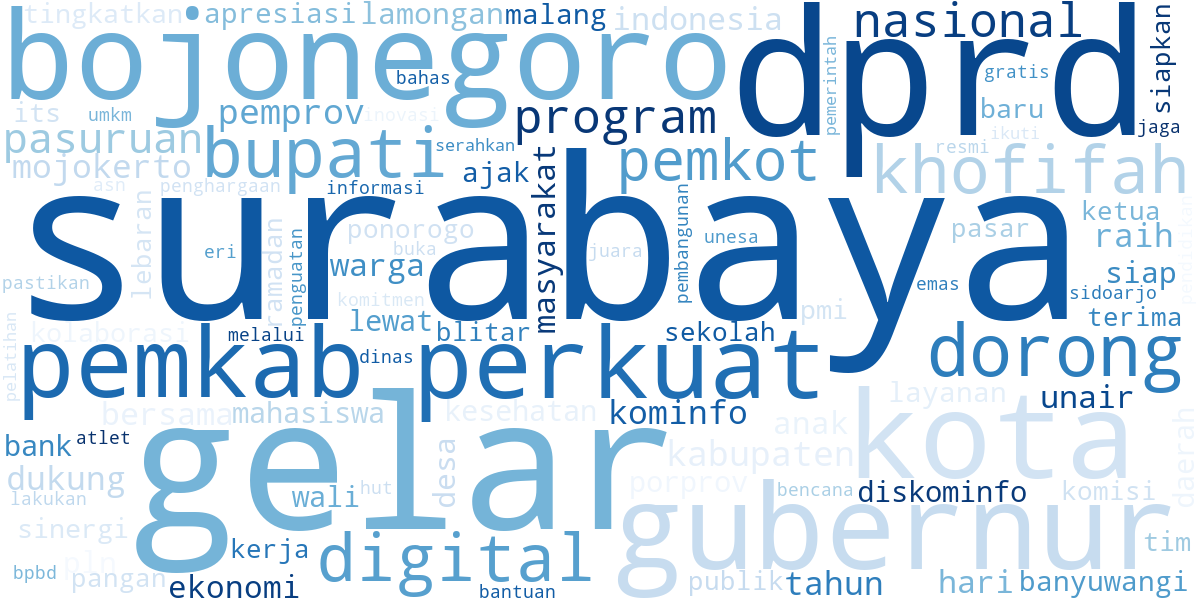 tingkatkan
apresiasi
lamongan
malang
indonesia
nasional
siapkan
bojonegoro
dprd
bahas
pemerintah
gratis
its
umkm
pemprov
inovasi
program
baru
jaga
ikuti
pasuruan
bupati
serahkan
pemkot
khofifah
resmi
mojokerto
ajak
asn
penghargaan
informasi
masyarakat
surabaya
lebaran
ramadan
ponorogo
pembangunan
unesa
pasar
ketua
raih
pendidikan
eri
penguatan
buka
juara
warga
pastikan
siap
emas
sidoarjo
komitmen
pmi
terima
lewat
blitar
sekolah
kolaborasi
melalui
pelatihan
dinas
pemkab
perkuat
dorong
gelar
layanan
unair
kota
bersama
mahasiswa
kesehatan
kominfo
anak
daerah
bank
atlet
desa
kabupaten
dukung
wali
hut
porprov
bencana
diskominfo
komisi
lakukan
gubernur
sinergi
kerja
tim
pln
bpbd
pangan
digital
ekonomi
bantuan
publik
tahun
hari
banyuwangi